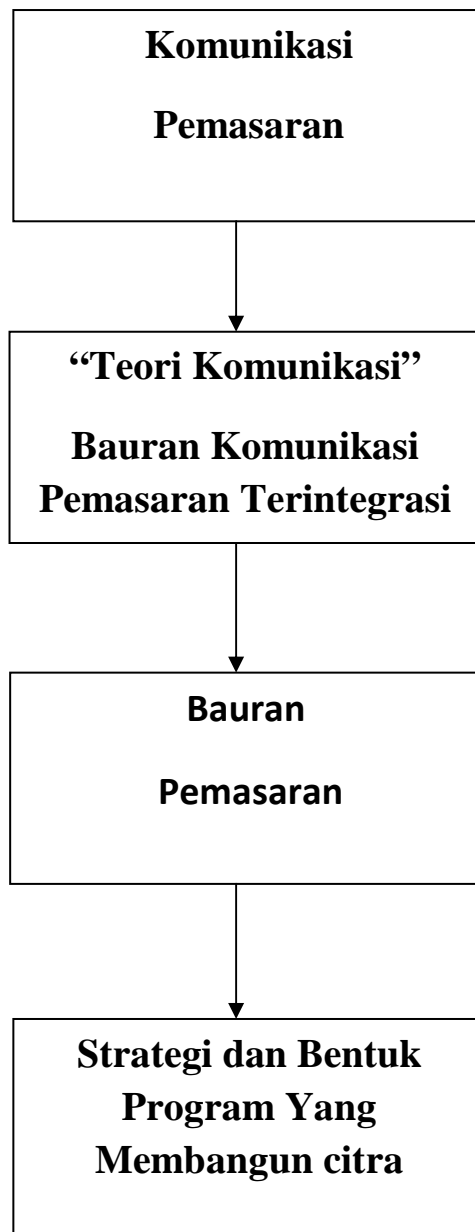 Komunikasi
Pemasaran
“Teori Komunikasi”
Bauran Komunikasi
Pemasaran Terintegrasi
Bauran
Pemasaran
Strategi dan Bentuk
Program Yang
Membangun citra